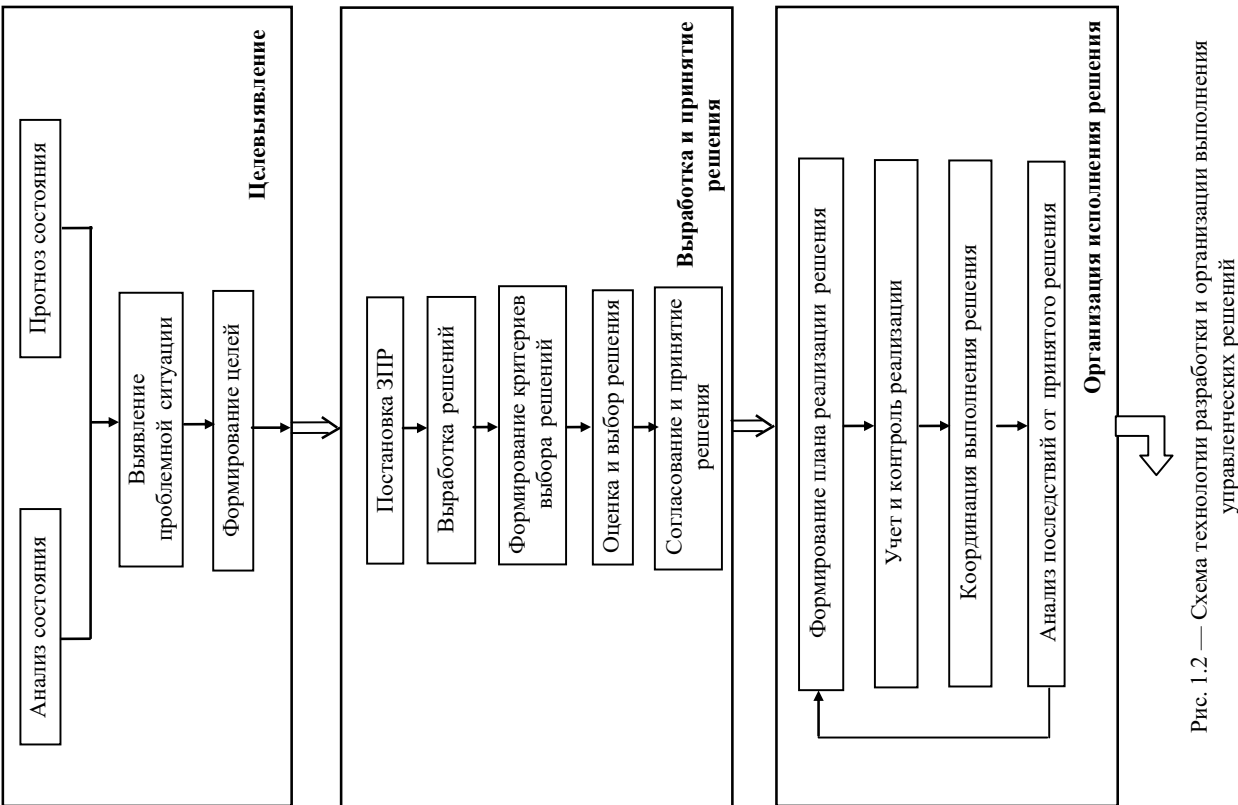 Анализ состояния
Прогноз состояния
Выявление
проблемной ситуации
Формирование целей
Целевыявление
Постановка ЗПР
Выработка решений
Формирование критериев
выбора решений
Оценка и выбор решения
Согласование и принятие
решения
Выработка и принятие
решения
Формирование плана реализации решения
Учет и контроль реализации
Координация выполнения решения
Анализ последствий от принятого решения
Организация исполнения решения
Рис. 1.2 — Схема технологии разработки и организации выполнения
управленческих решений